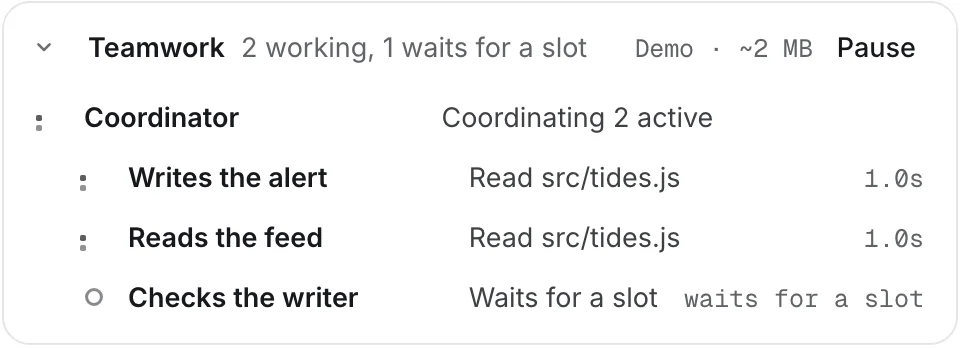 Teamwork 2 working, 1 waits for a slot Demo · ~2 MB Pause
Coordinator Coordinating 2 active
Writes the alert Read src/tides.js 1.0s
Reads the feed Read src/tides.js 1.0s
Checks the writer Waits for a slot waits for a slot